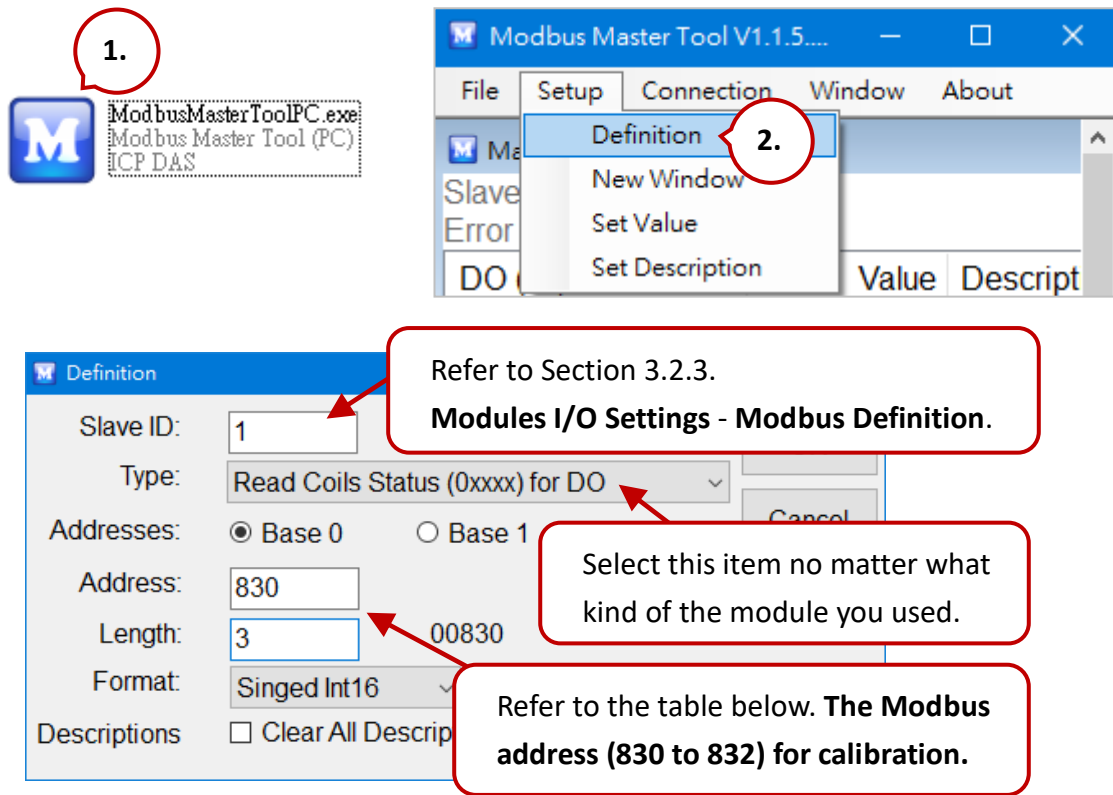 1.
M
ModbusMasterToolPC.exe
Modbus Master Tool (PC)
ICP DAS
Modbus Master Tool V1.1.5....
File Setup Connection Window About
Definition
2.
Ma
New Window
Slave
Set Value
Error
Set Description
DO (
Value Descript
Definition
Refer to Section 3.2.3.
Modules I/O Settings - Modbus Definition.
Slave ID: 1
Type: Read Coils Status (0xxxx) for DO
Cancel
Addresses: Base 0 Base 1
Select this item no matter what
kind of the module you used.
Address: 830
Length: 3 00830
Format: Singed Int16
Refer to the table below. The Modbus
address (830 to 832) for calibration.
Descriptions Clear All Descrip